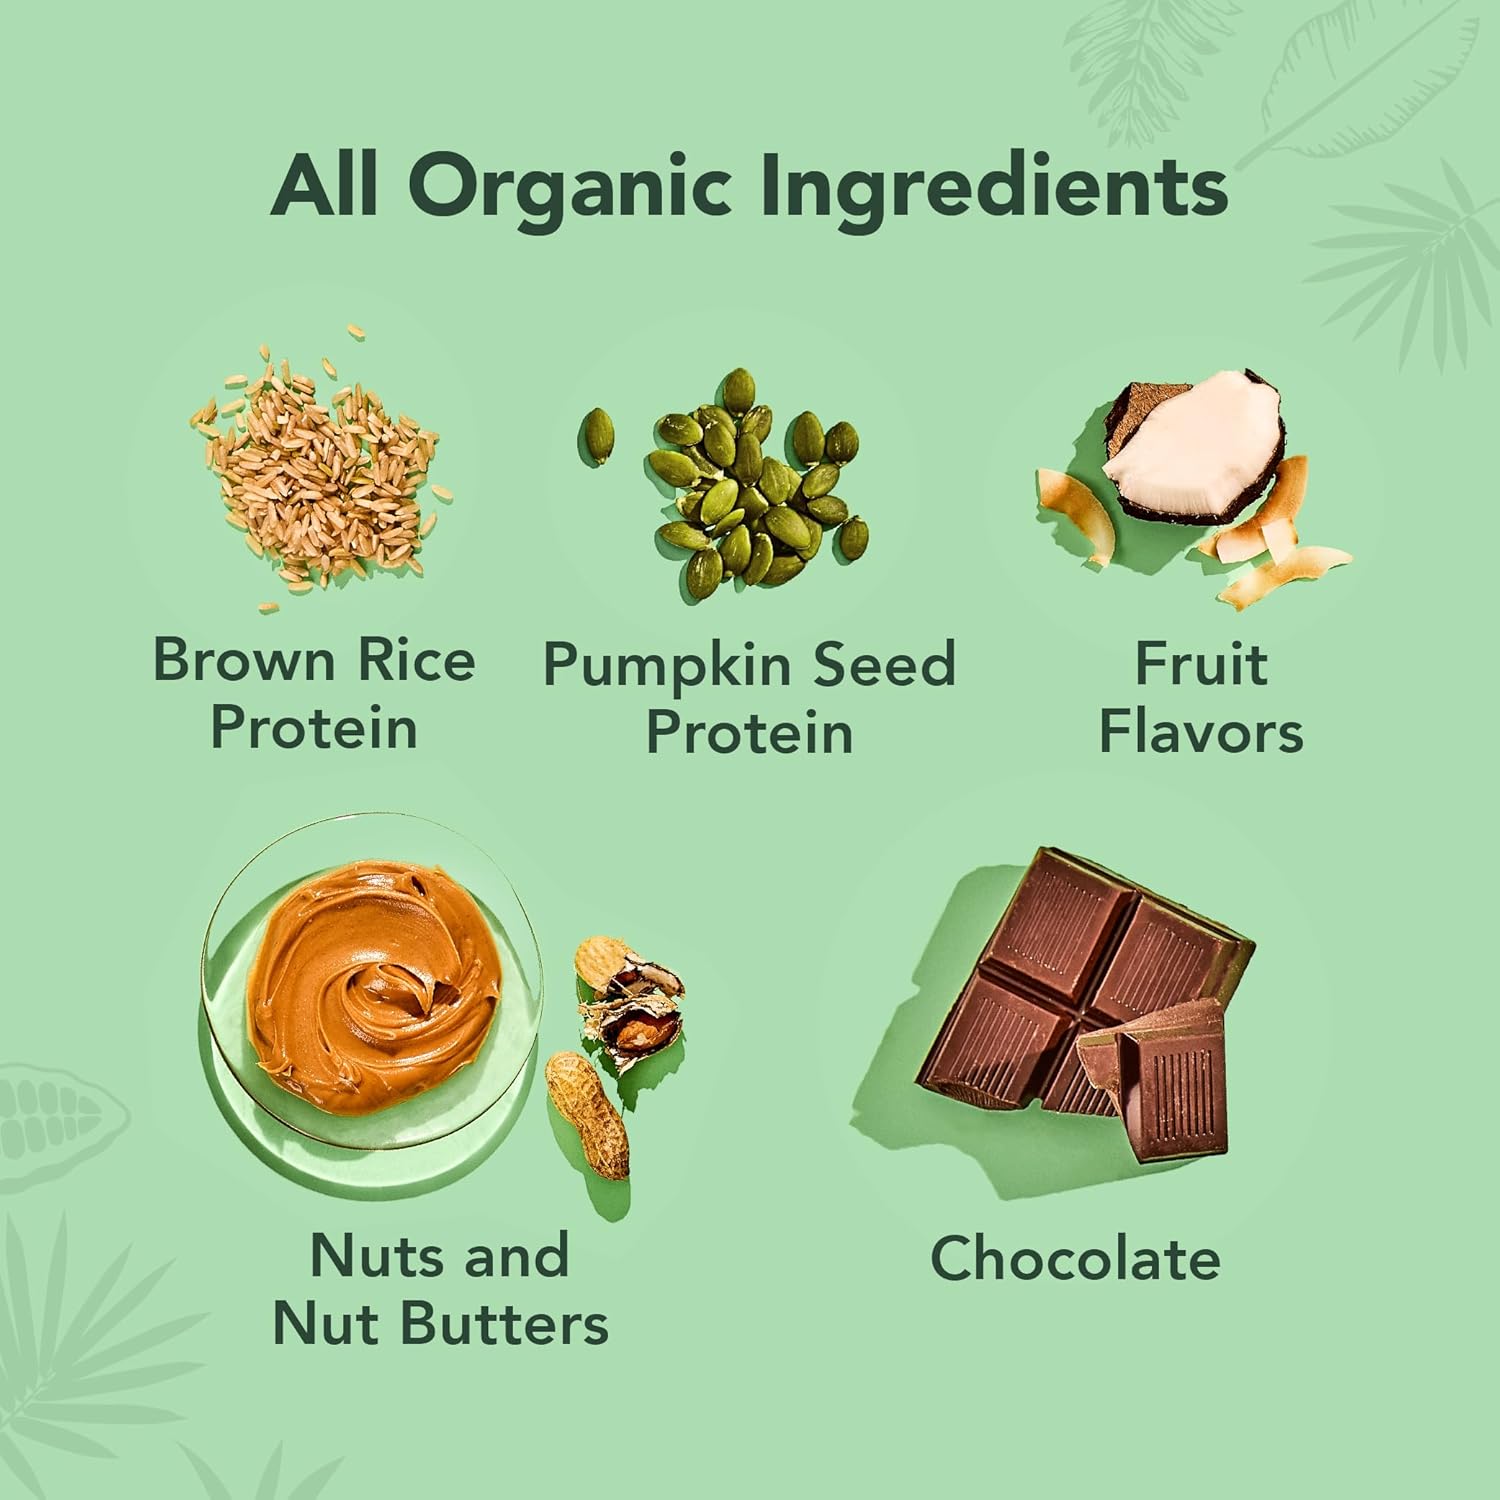 All Organic Ingredients
Brown Rice
Protein
Pumpkin Seed
Protein
Fruit
Flavors
Nuts and
Nut Butters
Chocolate